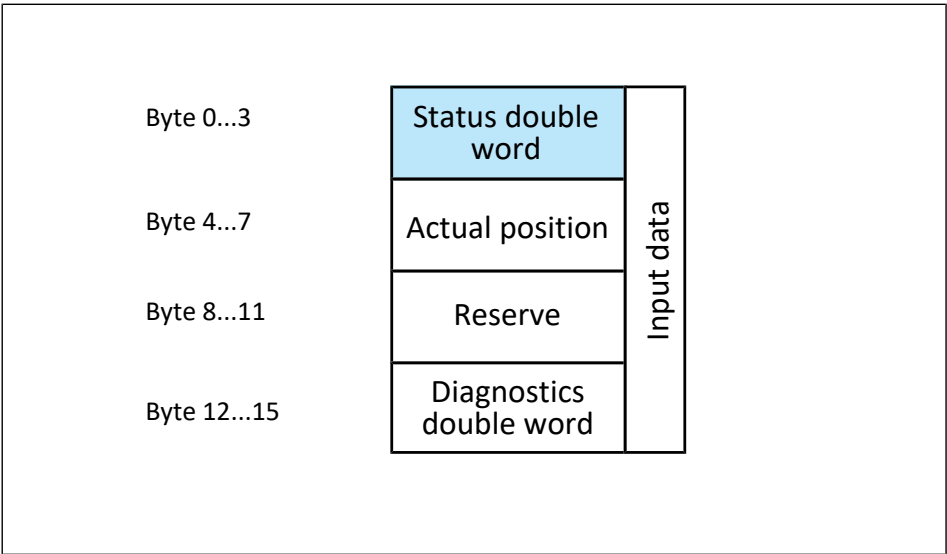 Byte 0...3
Status double
word
Byte 4...7
Actual position
Byte 8...11
Reserve
Byte 12...15
Diagnostics
double word
Input data